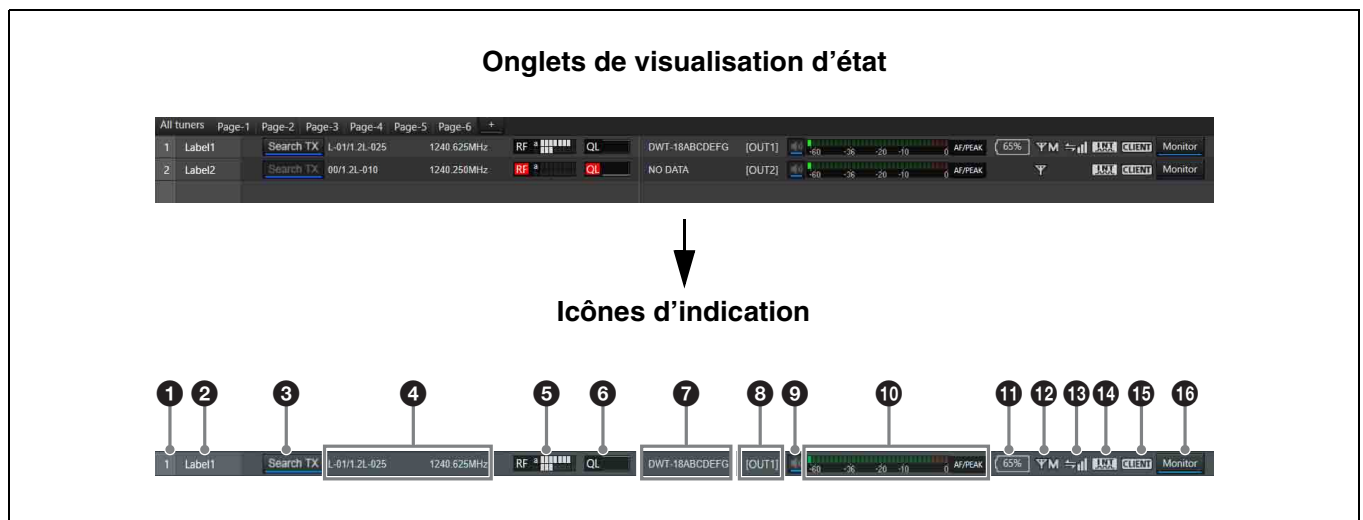 Onglets de visualisation d’état
All tuners Page-1 Page-2 Page-3 Page-4 Page-5 Page-6 +
1 Label1 Search TX L-01/1.2L-025 1240.625MHz RF a QL DWT-18ABCDEFG [OUT1] -60 -36 -20 -10 0 AF/PEAK 65% M CLIENT Monitor
2 Label2 Search TX 00/1.2L-010 1240.250MHz RF a QL NO DATA [OUT2] -60 -36 -20 -10 0 AF/PEAK CLIENT Monitor
Icônes d’indication
1 2 3 4 5 6 7 8 9 10 11 12 13 14 15 16
1 Label1 Search TX L-01/1.2L-025 1240.625MHz RF a QL DWT-18ABCDEFG [OUT1] -60 -36 -20 -10 0 AF/PEAK 65% M CLIENT Monitor